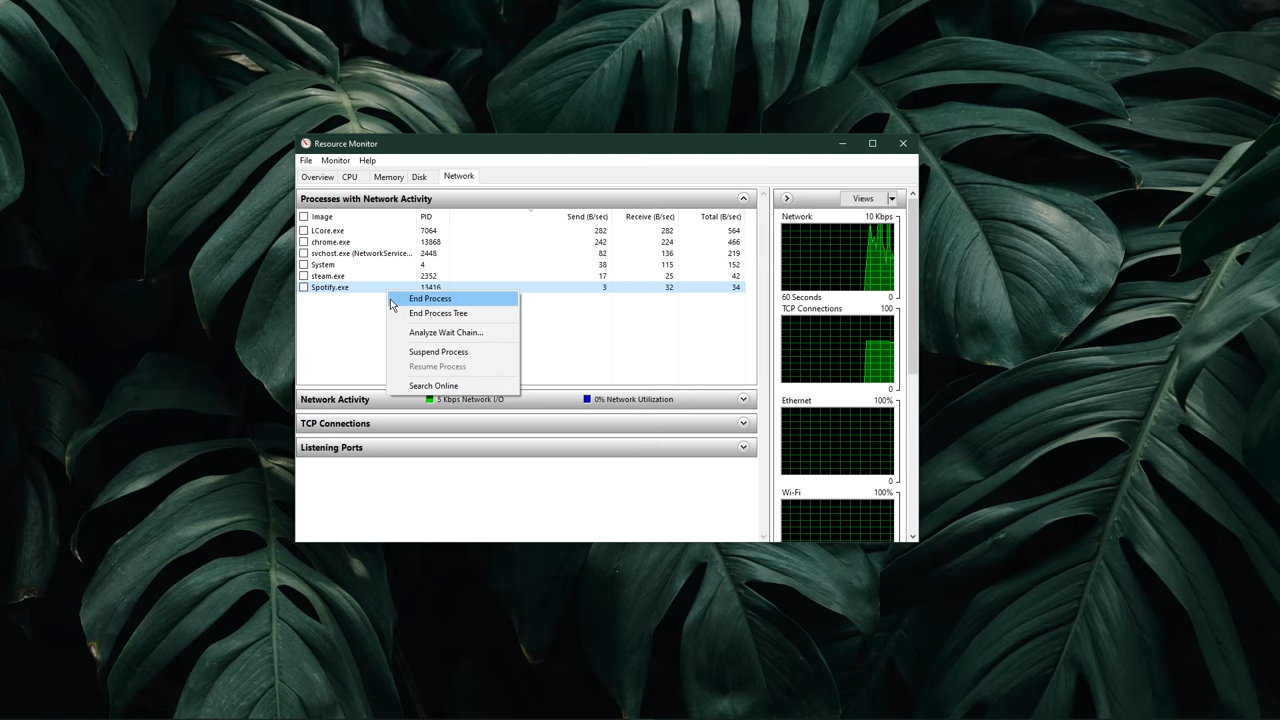 Resource Monitor
File Monitor Help
Overview CPU Memory Disk Network
Processes with Network Activity
Image PID Send (B/sec) Receive (B/sec) Total (B/sec)
LCore.exe 7064 282 282 564
chrome.exe 13868 242 224 466
svchost.exe (NetworkService... 2448 82 136 219
System 4 38 115 152
steam.exe 2352 17 25 42
Spotify.exe 13416 3 32 34
End Process
End Process Tree
Analyze Wait Chain...
Suspend Process
Resume Process
Search Online
Network Activity 5 Kbps Network I/O 0% Network Utilization
TCP Connections
Listening Ports
Views
Network 10 Kbps
60 Seconds 0
TCP Connections 100
0
Ethernet 100%
0
Wi-Fi 100%